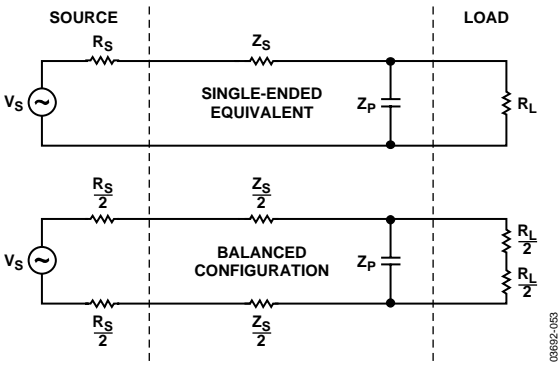 SOURCE
LOAD
RS
ZS
VS
SINGLE-ENDED
EQUIVALENT
ZP
RL
RS
2
ZS
2
VS
BALANCED
CONFIGURATION
ZP
RL
2
RL
2
RS
2
ZS
2
03692-053